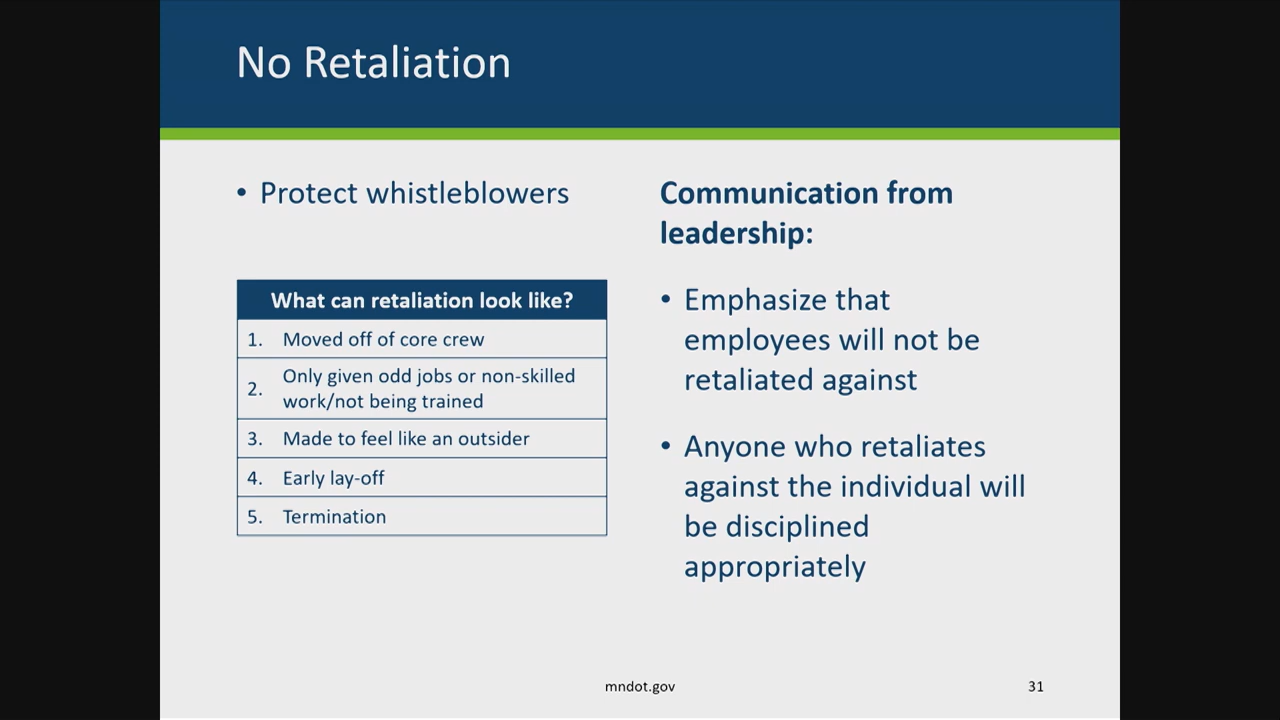 No Retaliation
• Protect whistleblowers
What can retaliation look like?
1. Moved off of core crew
2. Only given odd jobs or non-skilled
work/not being trained
3. Made to feel like an outsider
4. Early lay-off
5. Termination
Communication from
leadership:
• Emphasize that
employees will not be
retaliated against
• Anyone who retaliates
against the individual will
be disciplined
appropriately
mndot.gov
31